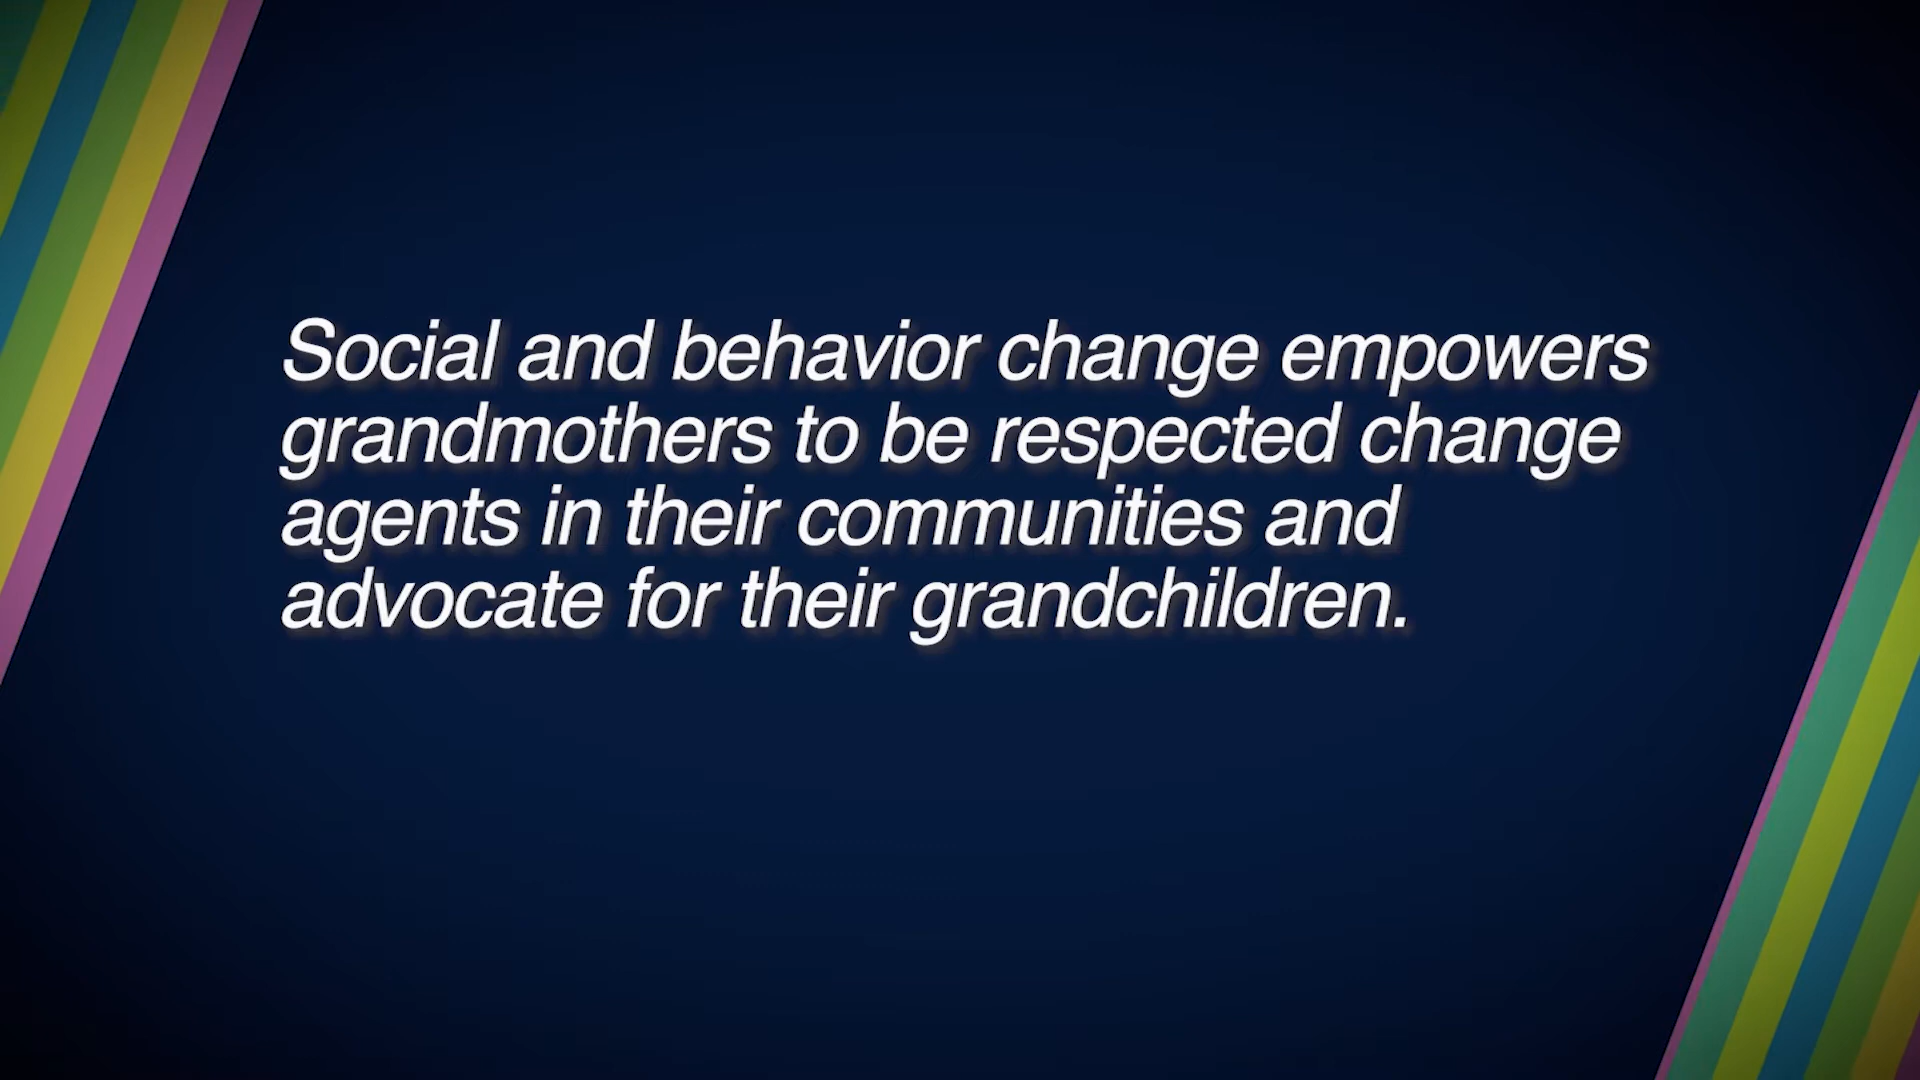 Social and behavior change empowers
grandmothers to be respected change
agents in their communities and
advocate for their grandchildren.